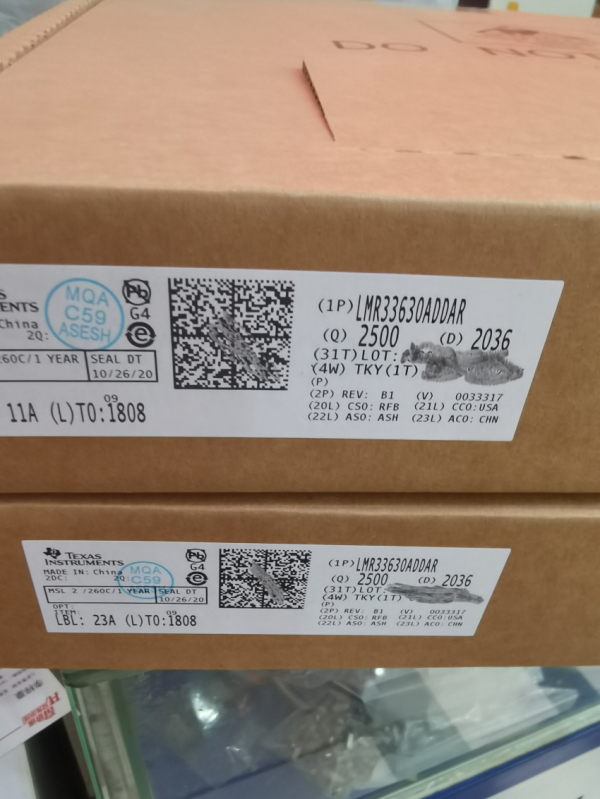 DO NOT
S
ENTS
China
2Q:
MQA
C59
ASESH
Pb
G4
e
260C/1 YEAR
SEAL DT
10/26/20
09
11A (L)TO:1808
(1P)LMR33630ADDAR
(Q) 2500 (D) 2036
(31T)LOT:
(4W) TKY(1T)
(P)
(2P) REV: B1 (V) 0033317
(20L) CSO: RFB (21L) CCO:USA
(22L) ASO: ASH (23L) ACO: CHN
TEXAS
INSTRUMENTS
MADE IN: China
2DC: 2Q:
MQA
C59
Pb
G4
e
MSL 2 /260C/1 YEAR
SEAL DT
10/26/20
OPT:
ITEM:
09
LBL: 23A (L)TO:1808
(1P)LMR33630ADDAR
(Q) 2500 (D) 2036
(31T)LOT:
(4W) TKY(1T)
(P)
(2P) REV: B1 (V) 0033317
(20L) CSO: RFB (21L) CCO:USA
(22L) ASO: ASH (23L) ACO: CHN